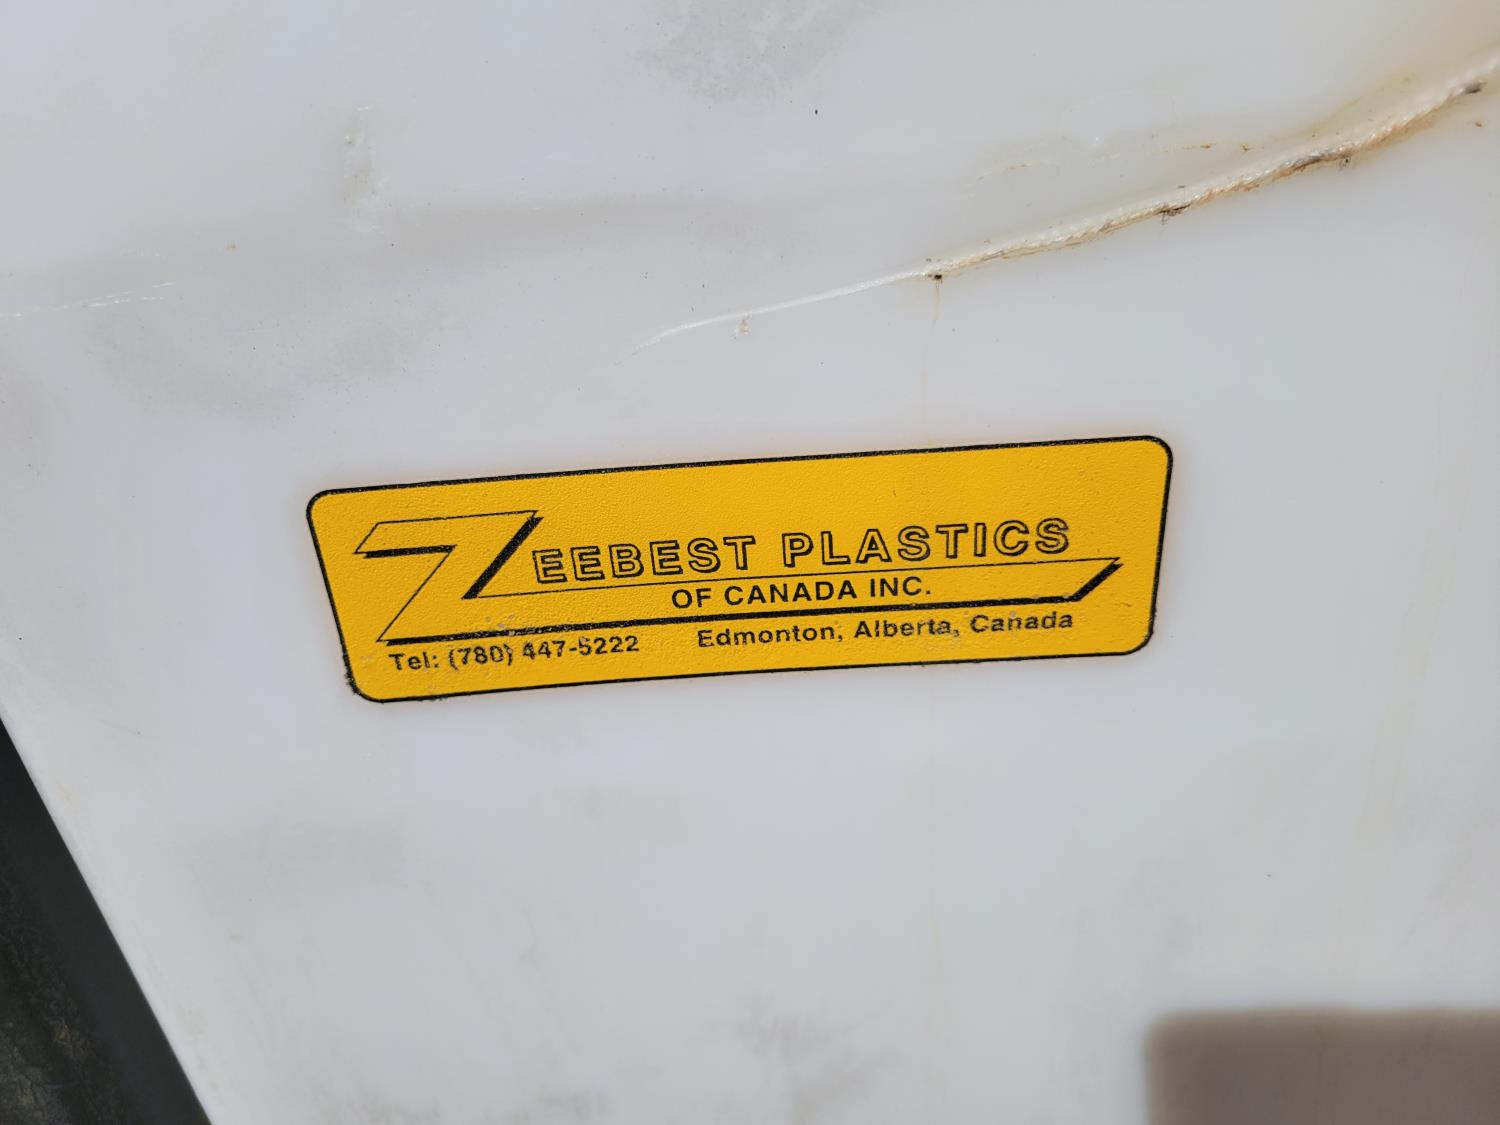 ZEEBEST PLASTICS
OF CANADA INC.
Tel: (780) 447-5222 Edmonton, Alberta, Canada